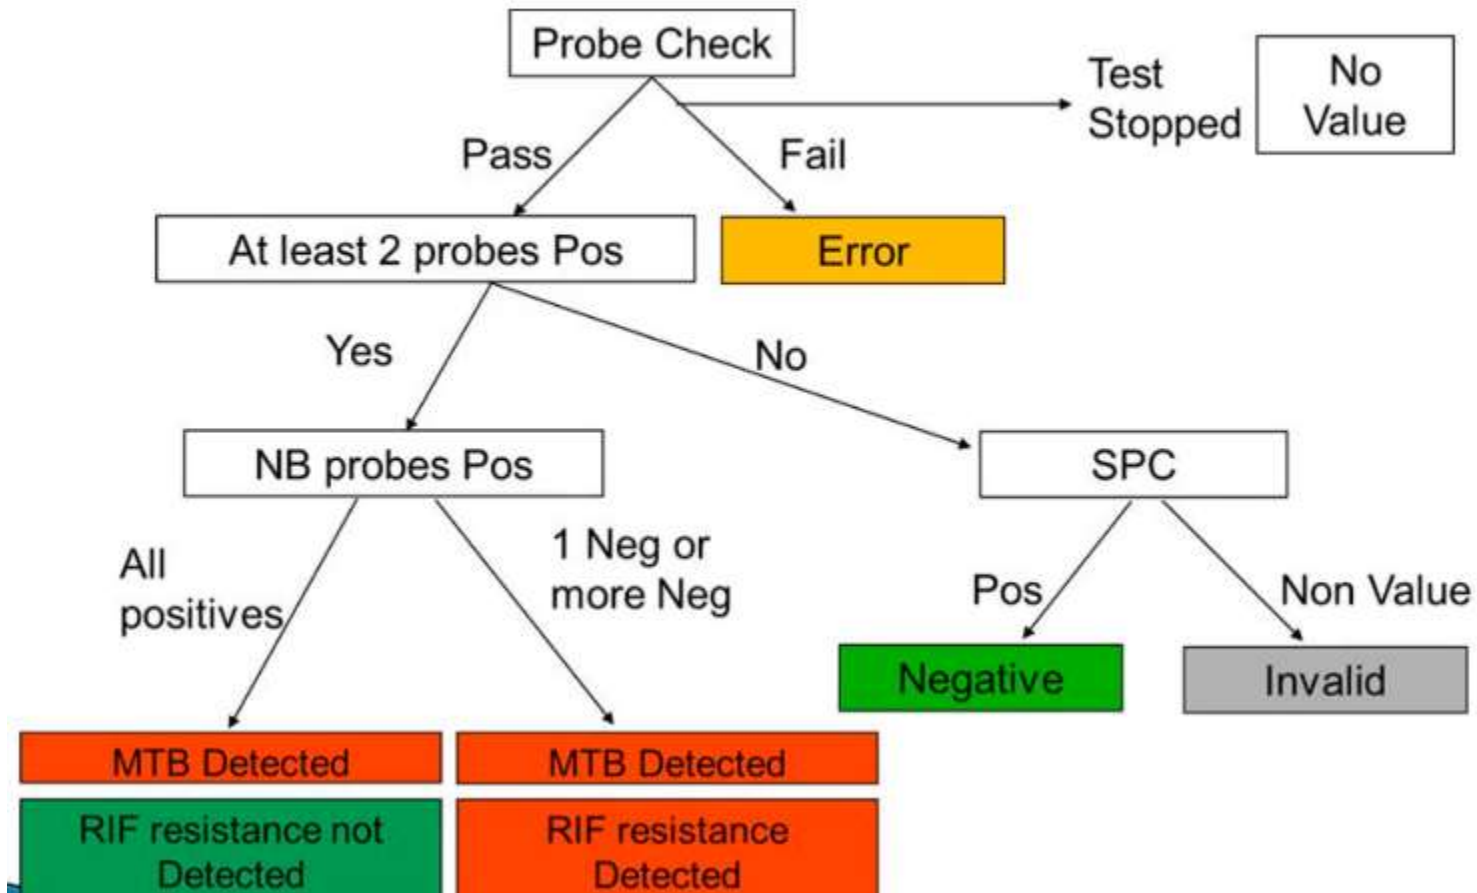 Probe Check
Test
Stopped
No
Value
Pass
Fail
At least 2 probes Pos
Error
Yes
No
NB probes Pos
SPC
All
positives
1 Neg or
more Neg
Pos
Non Value
Negative
Invalid
MTB Detected
MTB Detected
RIF resistance not
Detected
RIF resistance
Detected